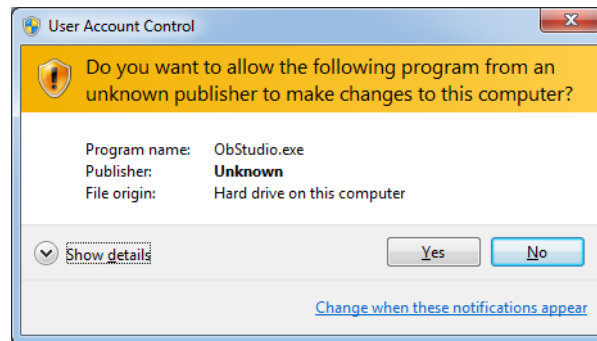 User Account Control
Do you want to allow the following program from an
unknown publisher to make changes to this computer?
Program name: ObStudio.exe
Publisher: Unknown
File origin: Hard drive on this computer
Show details
Yes
No
Change when these notifications appear